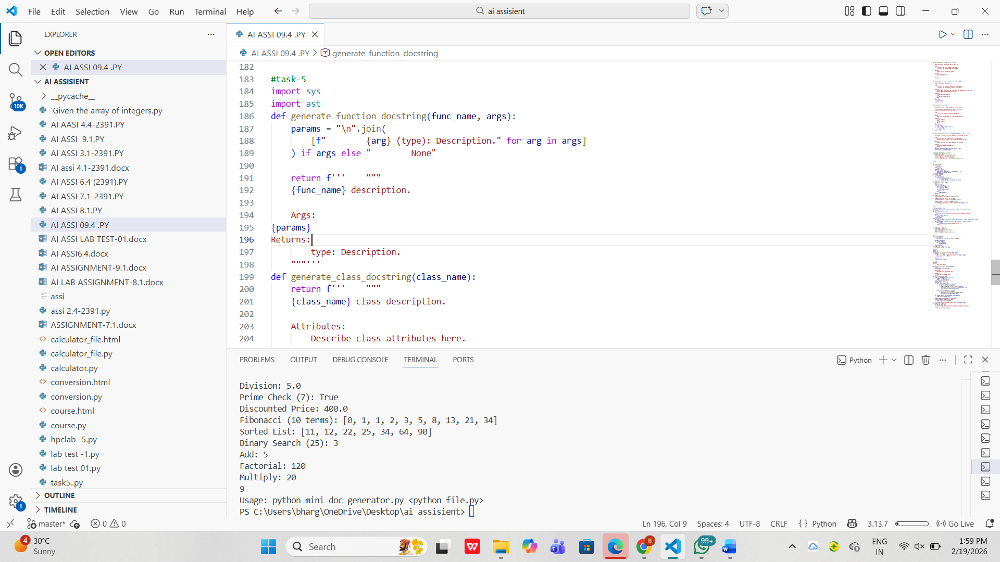 File Edit Selection View Go Run Terminal Help
ai assisient
EXPLORER
OPEN EDITORS
AI ASSI 09.4 .PY
AI ASSISIENT
__pycache__
'Given the array of integers.py
AI AASI 4.4-2391.PY
AI ASSI  9.1.PY
AI ASSI 3.1-2391.PY
AI assi 4.1-2391.docx
AI ASSI 6.4 (2391).PY
AI ASSI 7.1-2391.PY
AI ASSI 8.1.PY
AI ASSI 09.4 .PY
AI ASSI LAB TEST-01.docx
AI ASSI6.4.docx
AI ASSIGNMENT-9.1.docx
AI LAB ASSIGNMENT-8.1.docx
assi
assi 2.4-2391.py
ASSIGNMENT-7.1.docx
calculator_file.html
calculator_file.py
calculator.py
conversion.html
conversion.py
course.html
course.py
hpclab -5.py
lab test -1.py
lab test 01.py
task5..py
OUTLINE
TIMELINE
10K
1
1
AI ASSI 09.4 .PY
AI ASSI 09.4 .PY > generate_function_docstring
182
183 #task-5
184 import sys
185 import ast
186 def generate_function_docstring(func_name, args):
187     params = "\n".join(
188         [f"        {arg} (type): Description." for arg in args]
189     ) if args else "        None"
190
191     return f'''    """
192     {func_name} description.
193
194     Args:
195 {params}
196 Returns:
197         type: Description.
198     """'''
199 def generate_class_docstring(class_name):
200     return f'''    """
201     {class_name} class description.
202
203     Attributes:
204         Describe class attributes here.
PROBLEMS OUTPUT DEBUG CONSOLE TERMINAL PORTS
Python
Division: 5.0
Prime Check (7): True
Discounted Price: 400.0
Fibonacci (10 terms): [0, 1, 1, 2, 3, 5, 8, 13, 21, 34]
Sorted List: [11, 12, 22, 25, 34, 64, 90]
Binary Search (25): 3
Add: 5
Factorial: 120
Multiply: 20
9
Usage: python mini_doc_generator.py <python_file.py>
PS C:\Users\bharg\OneDrive\Desktop\ai assisient>
master* 0 0 Ln 196, Col 9 Spaces: 4 UTF-8 CRLF { } Python 3.13.7 Go Live
4 30°C
Sunny
Search
B
99+
ENG
IN
1:59 PM
2/19/2026